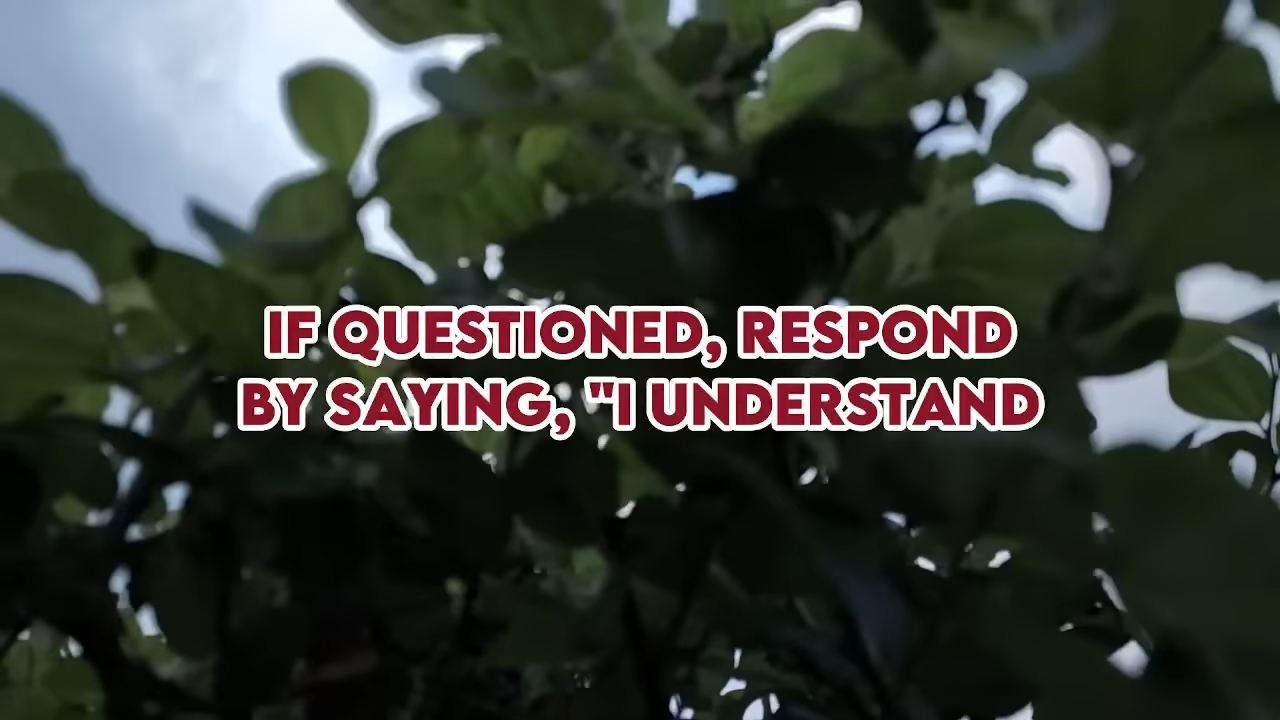 IF QUESTIONED, RESPOND
BY SAYING, "I UNDERSTAND